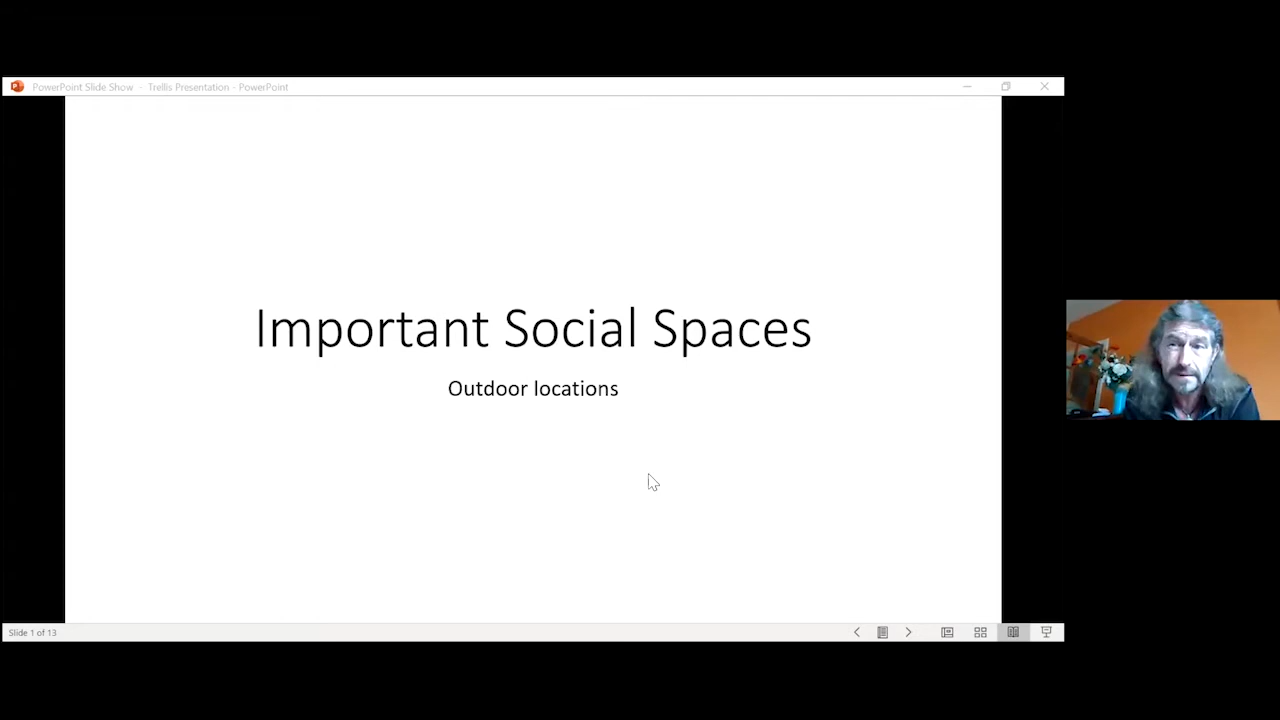 PowerPoint Slide Show - Trellis Presentation - PowerPoint
Important Social Spaces
Outdoor locations
Slide 1 of 13